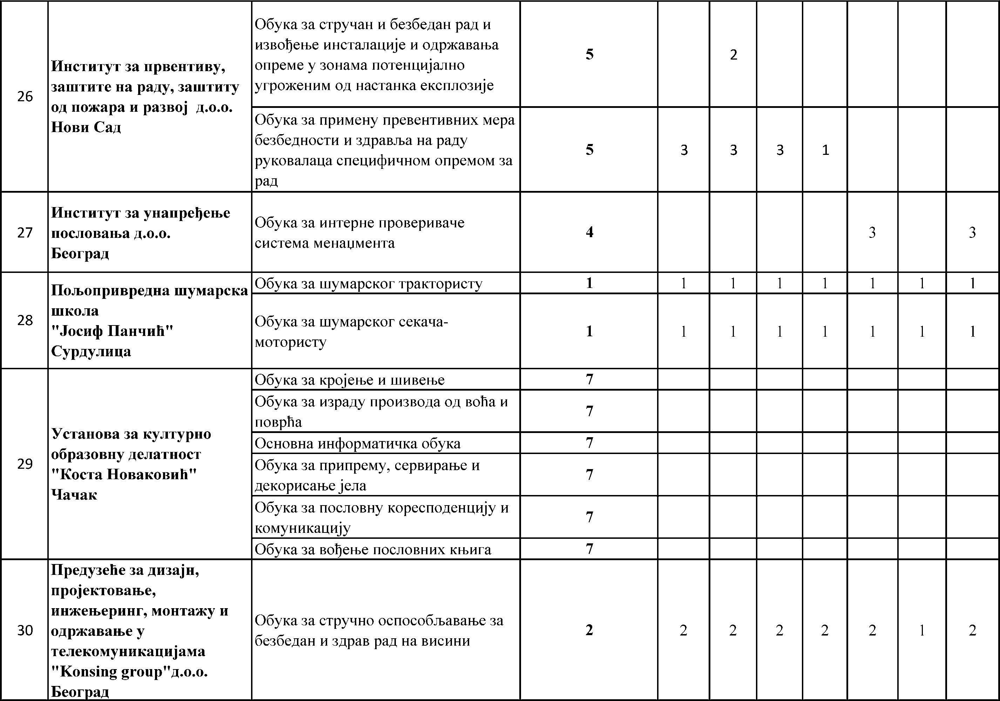 26
Институт за првентиву,
заштите на раду, заштиту
од пожара и развој  д.о.о.
Нови Сад
Обука за стручан и безбедан рад и
извођење инсталације и одржавања
опреме у зонама потенцијално
угроженим од настанка експлозије
5 2
Обука за примену превентивних мера
безбедности и здравља на раду
руковалаца специфичном опремом за
рад
5 3 3 3 1
27
Институт за унапређење
пословања д.о.о.
Београд
Обука за интерне провериваче
система менаџмента
4 3 3
28
Пољопривредна шумарска
школа
"Јосиф Панчић"
Сурдулица
Обука за шумарског трактористу 1 1 1 1 1 1 1 1
Обука за шумарског секача-
мотористу
1 1 1 1 1 1 1 1
29
Установа за културно
образовну делатност
"Коста Новаковић"
Чачак
Обука за кројење и шивење 7
Обука за израду производа од воћа и
поврћа
7
Основна информатичка обука 7
Обука за припрему, сервирање и
декорисање јела
7
Обука за пословну коресподенцију и
комуникацију
7
Обука за вођење пословних књига 7
30
Предузеће за дизајн,
пројектовање,
инжењеринг, монтажу и
одржавање у
телекомуникацијама
"Konsing group"д.о.о.
Београд
Обука за стручно оспособљавање за
безбедан и здрав рад на висини
2 2 2 2 2 2 1 2